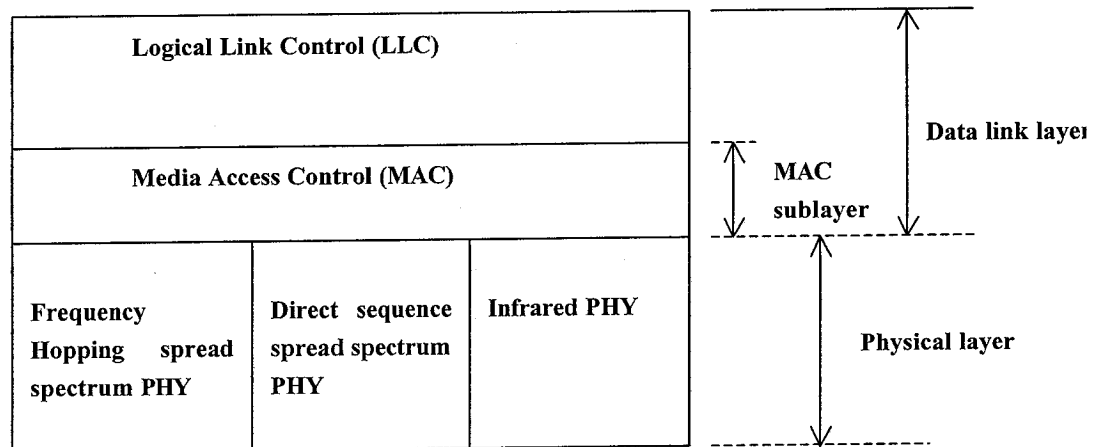 Logical Link Control (LLC)
Data link layer
Media Access Control (MAC)
MAC
sublayer
Frequency
Hopping spread
spectrum PHY
Direct sequence
spread spectrum
PHY
Infrared PHY
Physical layer